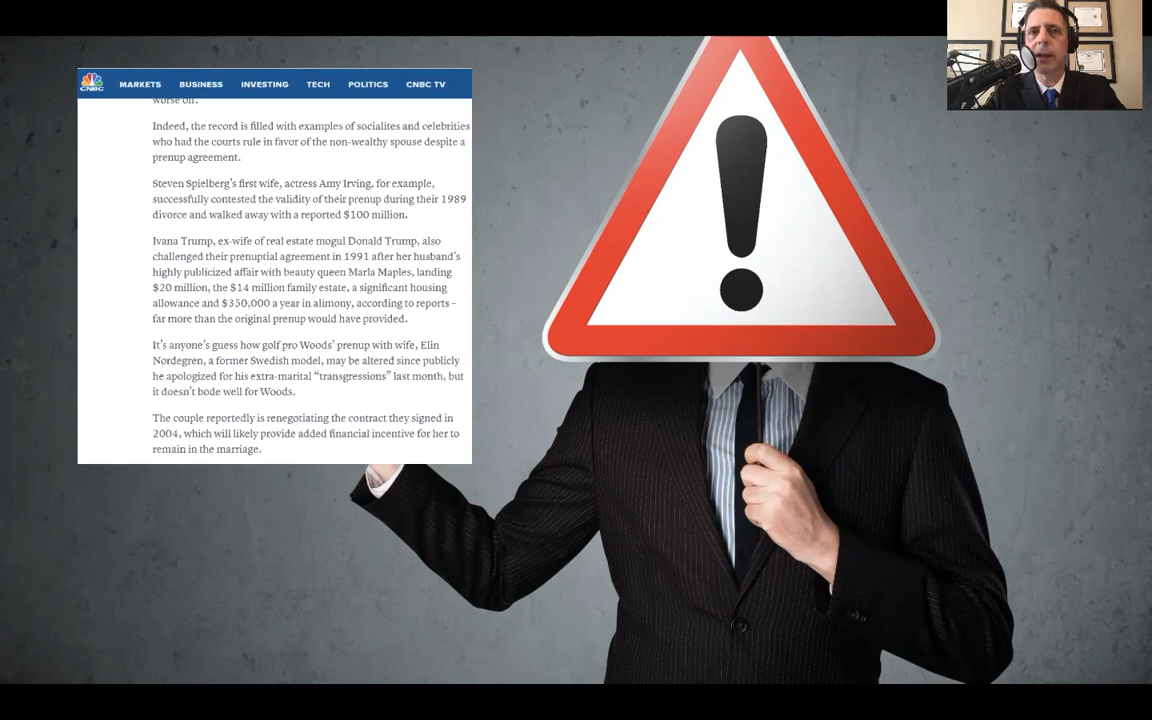 CNBC
MARKETS BUSINESS INVESTING TECH POLITICS CNBC TV
worse off.
Indeed, the record is filled with examples of socialites and celebrities
who had the courts rule in favor of the non-wealthy spouse despite a
prenup agreement.
Steven Spielberg’s first wife, actress Amy Irving, for example,
successfully contested the validity of their prenup during their 1989
divorce and walked away with a reported $100 million.
Ivana Trump, ex-wife of real estate mogul Donald Trump, also
challenged their prenuptial agreement in 1991 after her husband’s
highly publicized affair with beauty queen Marla Maples, landing
$20 million, the $14 million family estate, a significant housing
allowance and $350,000 a year in alimony, according to reports –
far more than the original prenup would have provided.
It’s anyone’s guess how golf pro Woods’ prenup with wife, Elin
Nordegren, a former Swedish model, may be altered since publicly
he apologized for his extra-marital “transgressions” last month, but
it doesn’t bode well for Woods.
The couple reportedly is renegotiating the contract they signed in
2004, which will likely provide added financial incentive for her to
remain in the marriage.